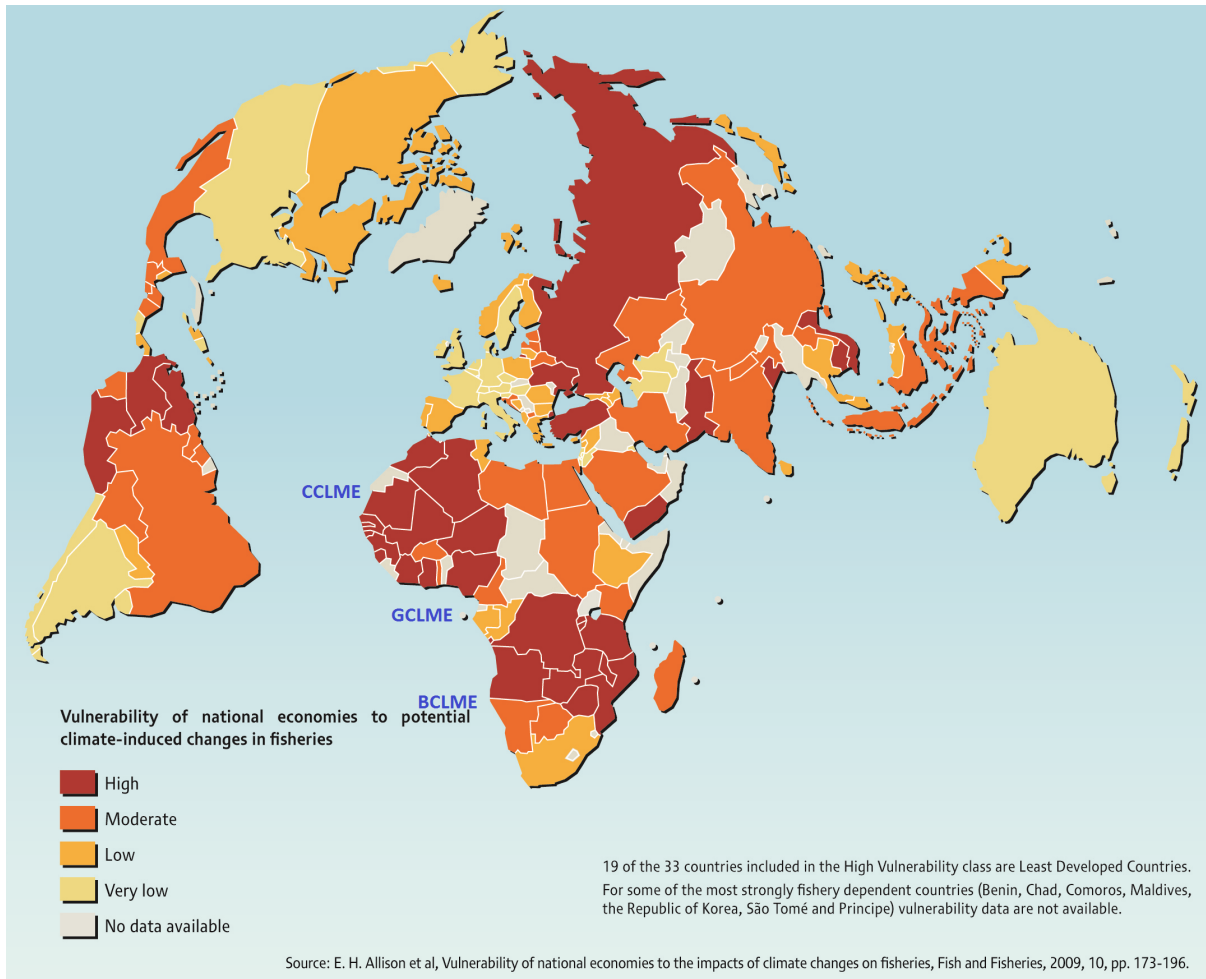 CCLME
GCLME
BCLME
Vulnerability of national economies to potential
climate-induced changes in fisheries
High
Moderate
Low
Very low
No data available
19 of the 33 countries included in the High Vulnerability class are Least Developed Countries.
For some of the most strongly fishery dependent countries (Benin, Chad, Comoros, Maldives,
the Republic of Korea, São Tomé and Principe) vulnerability data are not available.
Source: E. H. Allison et al, Vulnerability of national economies to the impacts of climate changes on fisheries, Fish and Fisheries, 2009, 10, pp. 173-196.